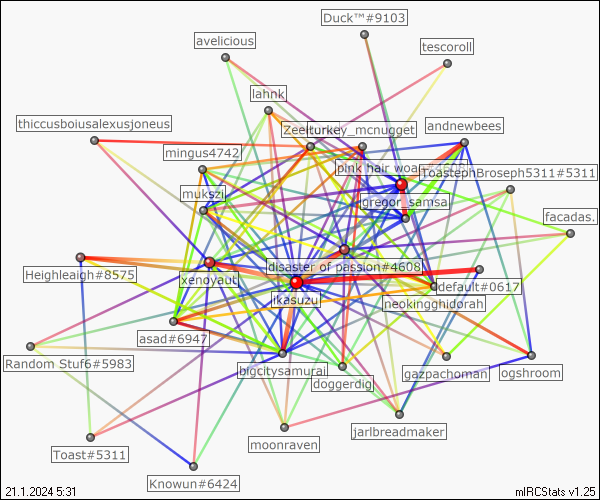 Duck™#9103
avelicious
tescoroll
lahnk
thiccusboiusalexusjoneus
Zeel
turkey_mcnugget
andnewbees
mingus4742
pink hair woa
ToastephBroseph5311#5311
mukszi
gregor_samsa
facadas.
disaster of passion#4608
Heighleaigh#8575
xenoyaut
default#0617
ikasuzu
neokingghidorah
asad#6947
Random Stuf6#5983
bigcitysamurai
doggerdig
gazpachoman
ogshroom
moonraven
jarlbreadmaker
Toast#5311
Knowun#6424
21.1.2024 5:31
mIRCStats v1.25